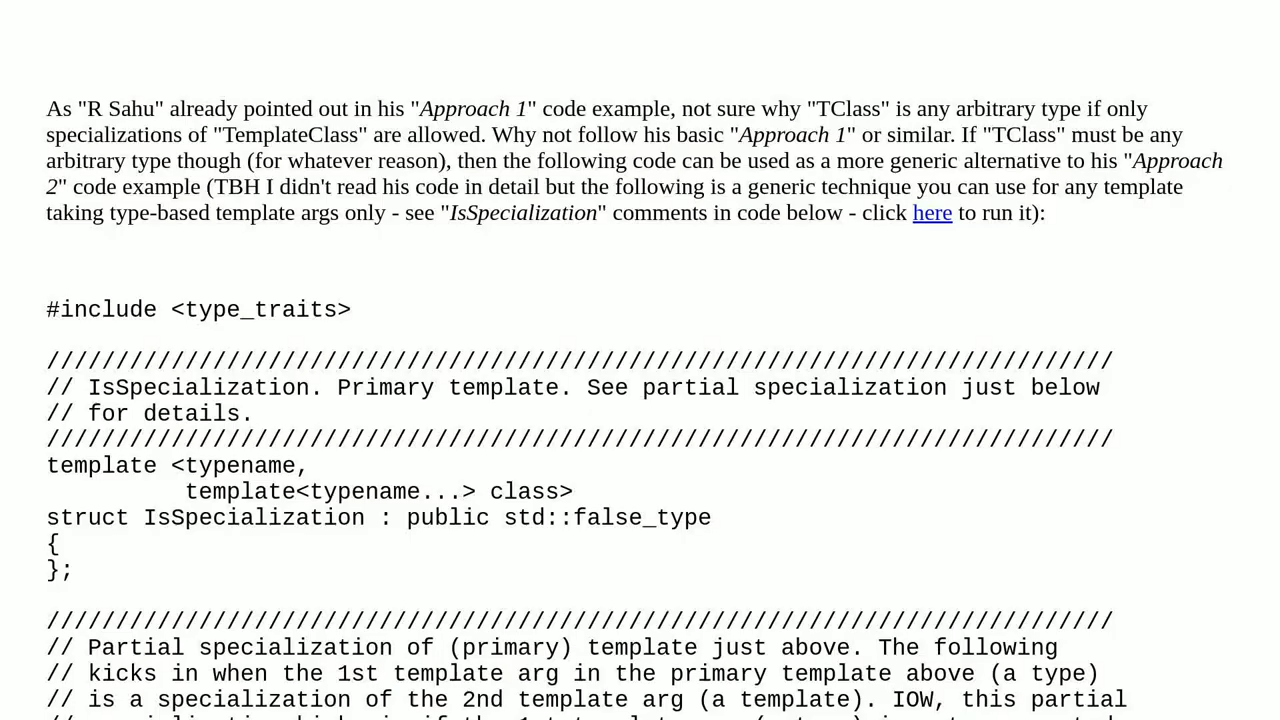 As "R Sahu" already pointed out in his "Approach 1" code example, not sure why "TClass" is any arbitrary type if only
specializations of "TemplateClass" are allowed. Why not follow his basic "Approach 1" or similar. If "TClass" must be any
arbitrary type though (for whatever reason), then the following code can be used as a more generic alternative to his "Approach
2" code example (TBH I didn't read his code in detail but the following is a generic technique you can use for any template
taking type-based template args only - see "IsSpecialization" comments in code below - click here to run it):
#include <type_traits>
/////////////////////////////////////////////////////////////////////////////
// IsSpecialization. Primary template. See partial specialization just below
// for details.
/////////////////////////////////////////////////////////////////////////////
template <typename,
          template<typename...> class>
struct IsSpecialization : public std::false_type
{
};
/////////////////////////////////////////////////////////////////////////////
// Partial specialization of (primary) template just above. The following
// kicks in when the 1st template arg in the primary template above (a type)
// is a specialization of the 2nd template arg (a template). IOW, this partial